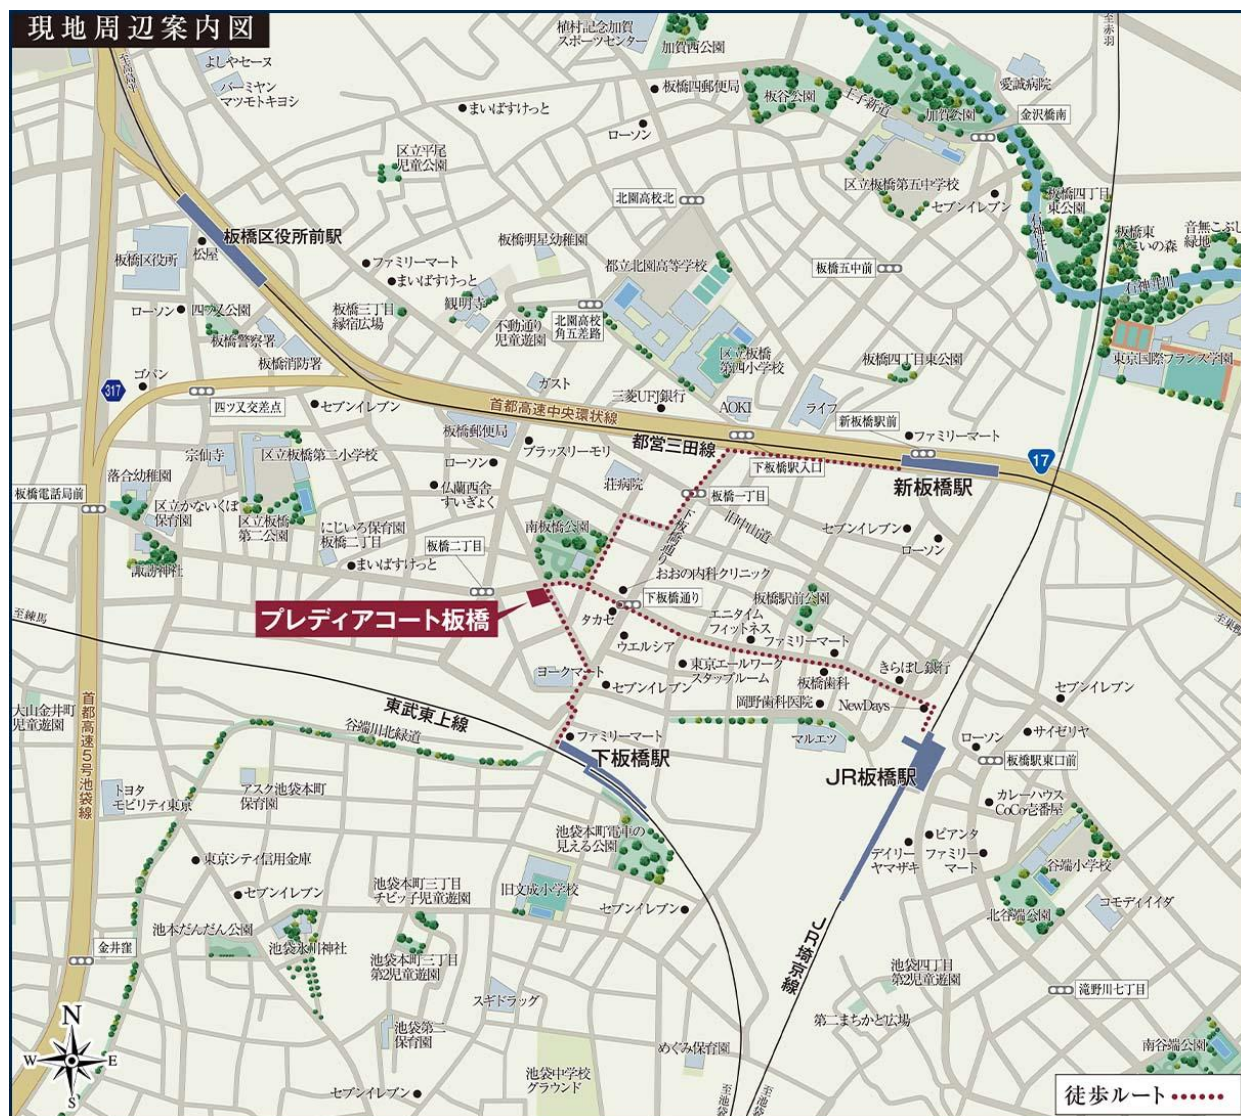 現地周辺案内図
至高島平
よしやセーヌ
バーミヤン
マツモトキヨシ
植村記念加賀
スポーツセンター
加賀西公園
至赤羽
愛誠病院
板橋四郵便局
板谷公園
王子新道
加賀公園
金沢橋南
まいばすけっと
ローソン
区立平尾
児童公園
区立板橋第五中学校
セブンイレブン
板橋四丁目
東公園
北園高校北
板橋区役所前駅
松屋
板橋区役所
板橋明星幼稚園
都立北園高等学校
板橋五中前
石神井川
板橋東
音無こぶし
緑地
石神井川
ファミリーマート
まいばすけっと
ローソン
四つ又公園
板橋三丁目
縁宿広場
観明寺
不動通り
児童遊園
北園高校
角五差路
板橋警察署
板橋消防署
区立板橋
第四小学校
板橋四丁目東公園
東京国際フランス学園
317
ゴパン
四ツ又交差点
セブンイレブン
ガスト
三菱UFJ銀行
AOKI
ライフ
新板橋駅前
首都高速中央環状線
都営三田線
ファミリーマート
板橋郵便局
ブラッスリーモリ
宗仙寺
区立板橋第二小学校
ローソン
下板橋駅入口
新板橋駅
17
落合幼稚園
仏蘭西舎
すいぎょく
荘病院
板橋一丁目
板橋電話局前
区立かないくぼ
保育園
区立板橋
第二公園
にじいろ保育園
板橋二丁目
南板橋公園
下板橋通り
旧中山道
セブンイレブン
ローソン
板橋二丁目
まいばすけっと
諏訪神社
おおの内科クリニック
至練馬
プレディアコート板橋
タカセ
下板橋通り
板橋駅前公園
エニタイム
フィットネス
至巣鴨
ウエルシア
ファミリーマート
ヨークマート
東京エールワーク
スタッフルーム
板橋歯科
きらぼし銀行
セブンイレブン
岡野歯科医院
NewDays
セブンイレブン
大山金井町
児童遊園
首都高速5号池袋線
東武東上線
谷端川北緑道
ファミリーマート
下板橋駅
マルエツ
JR板橋駅
ローソン
サイゼリヤ
板橋駅東口前
トヨタ
モビリティ東京
アスク池袋本町
保育園
カレーハウス
CoCo壱番屋
池袋本町電車の
見える公園
ピアンタ
デイリー
ヤマザキ
ファミリー
マート
谷端小学校
東京シティ信用金庫
セブンイレブン
池袋本町三丁目
チビッ子児童遊園
旧文成小学校
セブンイレブン
北谷端公園
コモディイイダ
池本だんだん公園
金井窪
池袋氷川神社
池袋本町三丁目
第2児童遊園
JR埼京線
池袋四丁目
第2児童遊園
滝野川七丁目
スギドラッグ
第二まちかど広場
池袋第二
保育園
めぐみ保育園
南谷端公園
池袋中学校
グラウンド
セブンイレブン
至池袋
至池袋
N
W
E
S
徒歩ルート